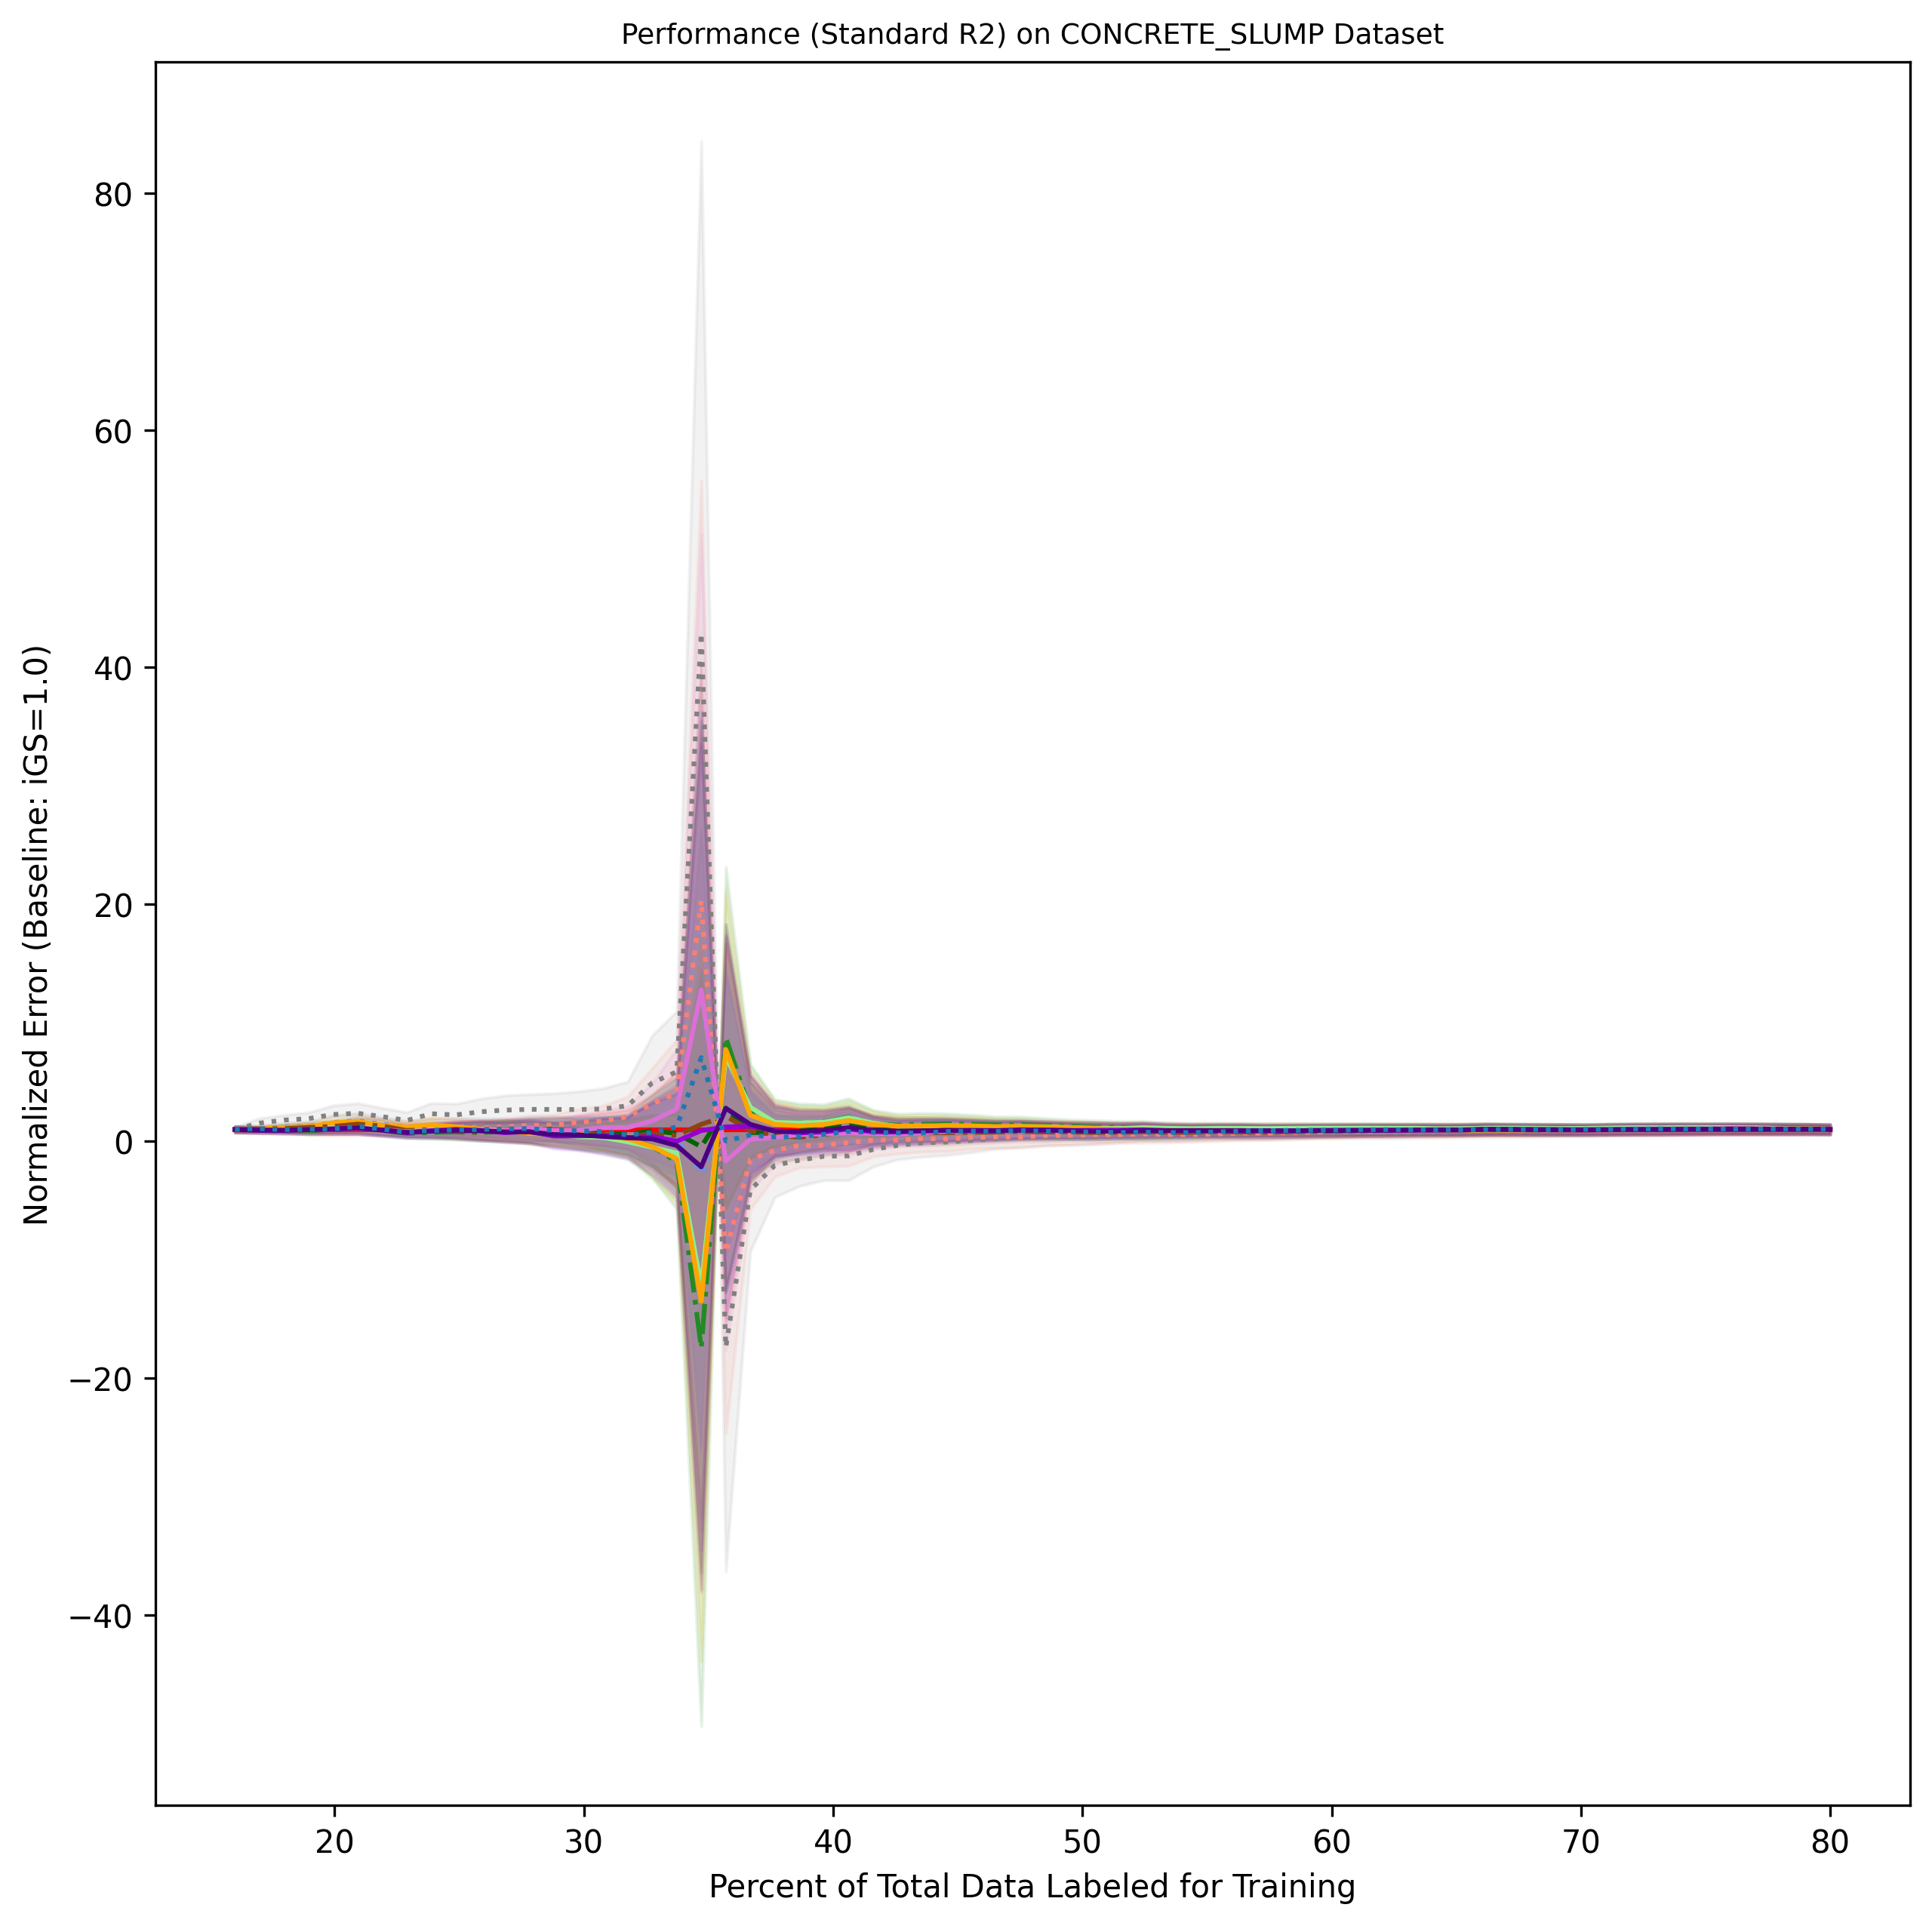 Performance (Standard R2) on CONCRETE_SLUMP Dataset
80
60
40
20
0
−20
−40
Normalized Error (Baseline: iGS=1.0)
20 30 40 50 60 70 80
Percent of Total Data Labeled for Training